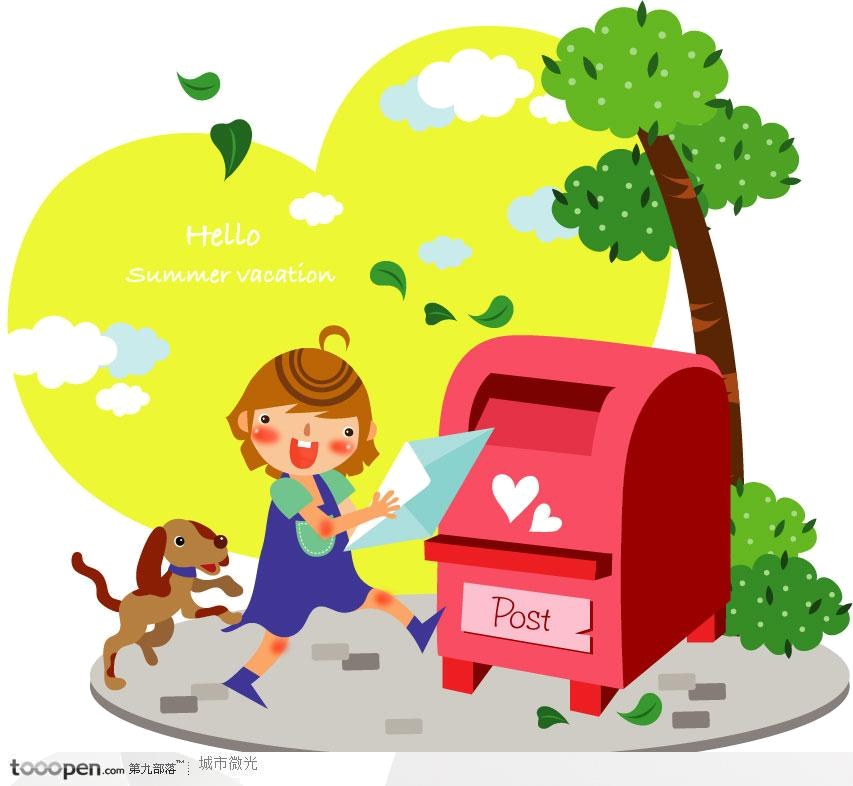 Hello
Summer vacation
Post
tooopen.com 第九部落™ 城市微光